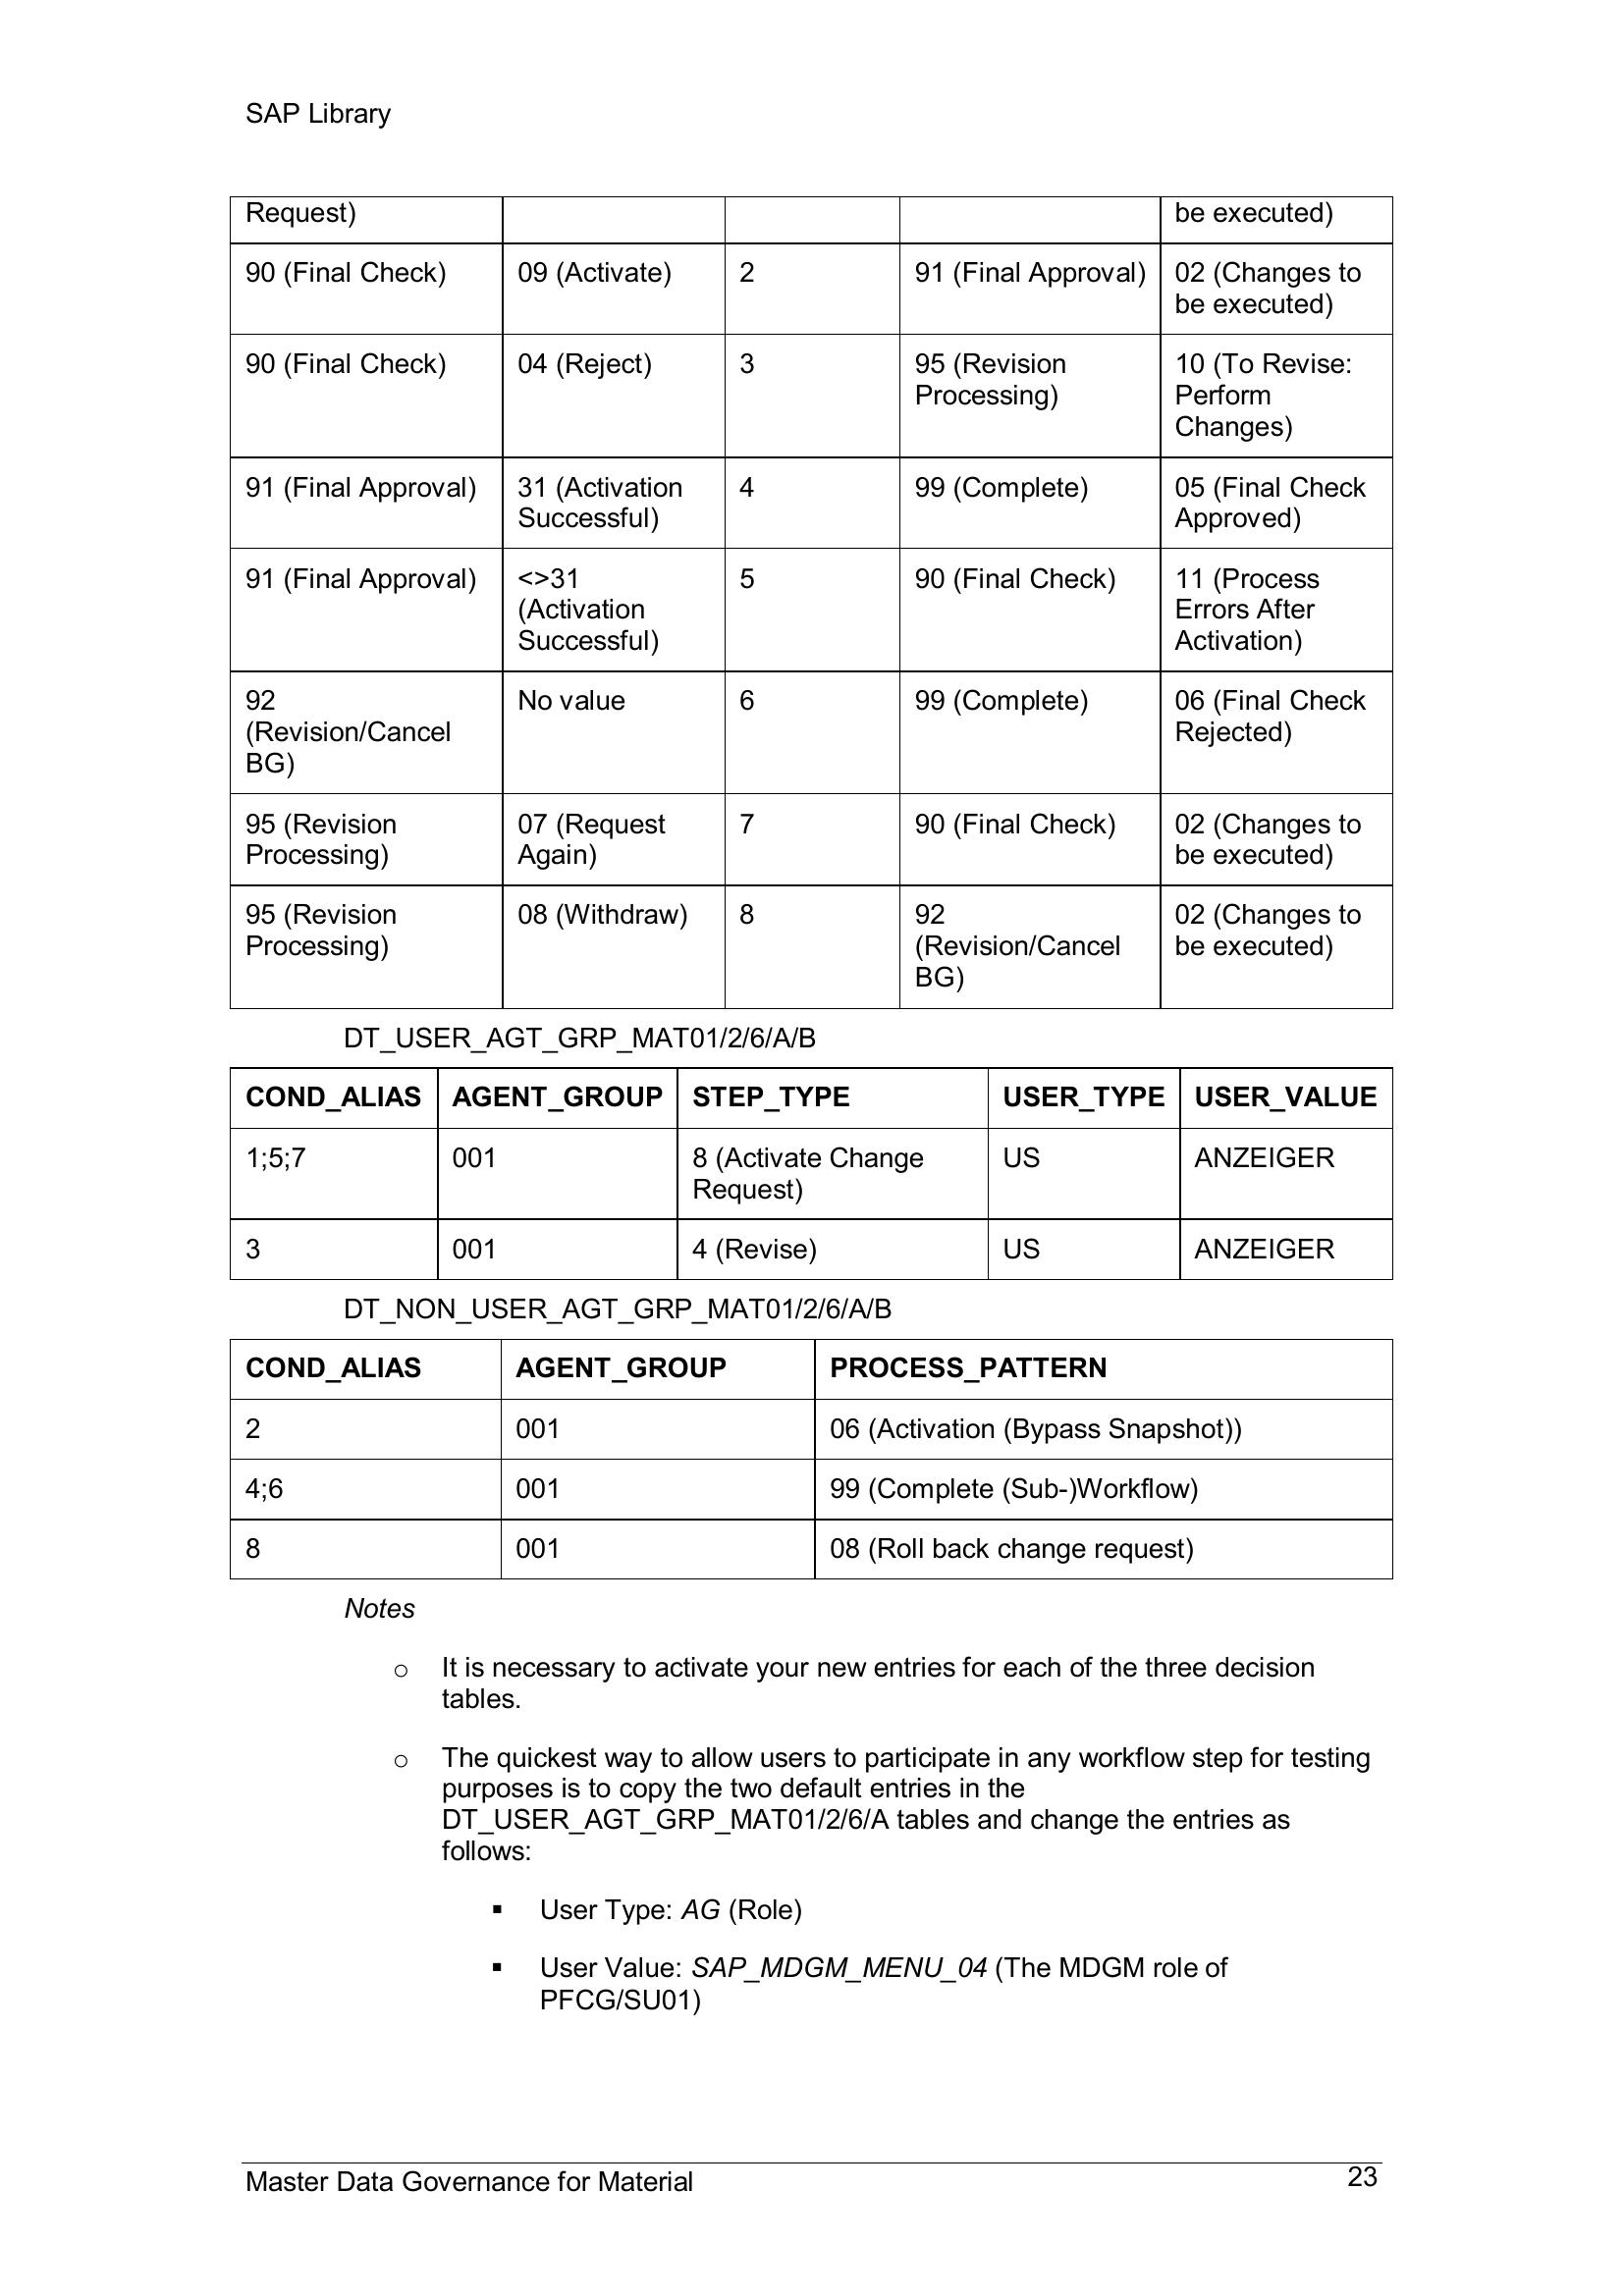 SAP Library
Request)
be executed)
90 (Final Check)
09 (Activate)
2
91 (Final Approval)
02 (Changes to
be executed)
90 (Final Check)
04 (Reject)
3
95 (Revision
Processing)
10 (To Revise:
Perform
Changes)
91 (Final Approval)
31 (Activation
Successful)
4
99 (Complete)
05 (Final Check
Approved)
91 (Final Approval)
<>31
(Activation
Successful)
5
90 (Final Check)
11 (Process
Errors After
Activation)
92
(Revision/Cancel
BG)
No value
6
99 (Complete)
06 (Final Check
Rejected)
95 (Revision
Processing)
07 (Request
Again)
7
90 (Final Check)
02 (Changes to
be executed)
95 (Revision
Processing)
08 (Withdraw)
8
92
(Revision/Cancel
BG)
02 (Changes to
be executed)
DT_USER_AGT_GRP_MAT01/2/6/A/B
COND_ALIAS
AGENT_GROUP
STEP_TYPE
USER_TYPE
USER_VALUE
1;5;7
001
8 (Activate Change
Request)
US
ANZEIGER
3
001
4 (Revise)
US
ANZEIGER
DT_NON_USER_AGT_GRP_MAT01/2/6/A/B
COND_ALIAS
AGENT_GROUP
PROCESS_PATTERN
2
001
06 (Activation (Bypass Snapshot))
4;6
001
99 (Complete (Sub-)Workflow)
8
001
08 (Roll back change request)
Notes
o It is necessary to activate your new entries for each of the three decision
tables.
o The quickest way to allow users to participate in any workflow step for testing
purposes is to copy the two default entries in the
DT_USER_AGT_GRP_MAT01/2/6/A tables and change the entries as
follows:
▪ User Type: AG (Role)
▪ User Value: SAP_MDGM_MENU_04 (The MDGM role of
PFCG/SU01)
Master Data Governance for Material
23